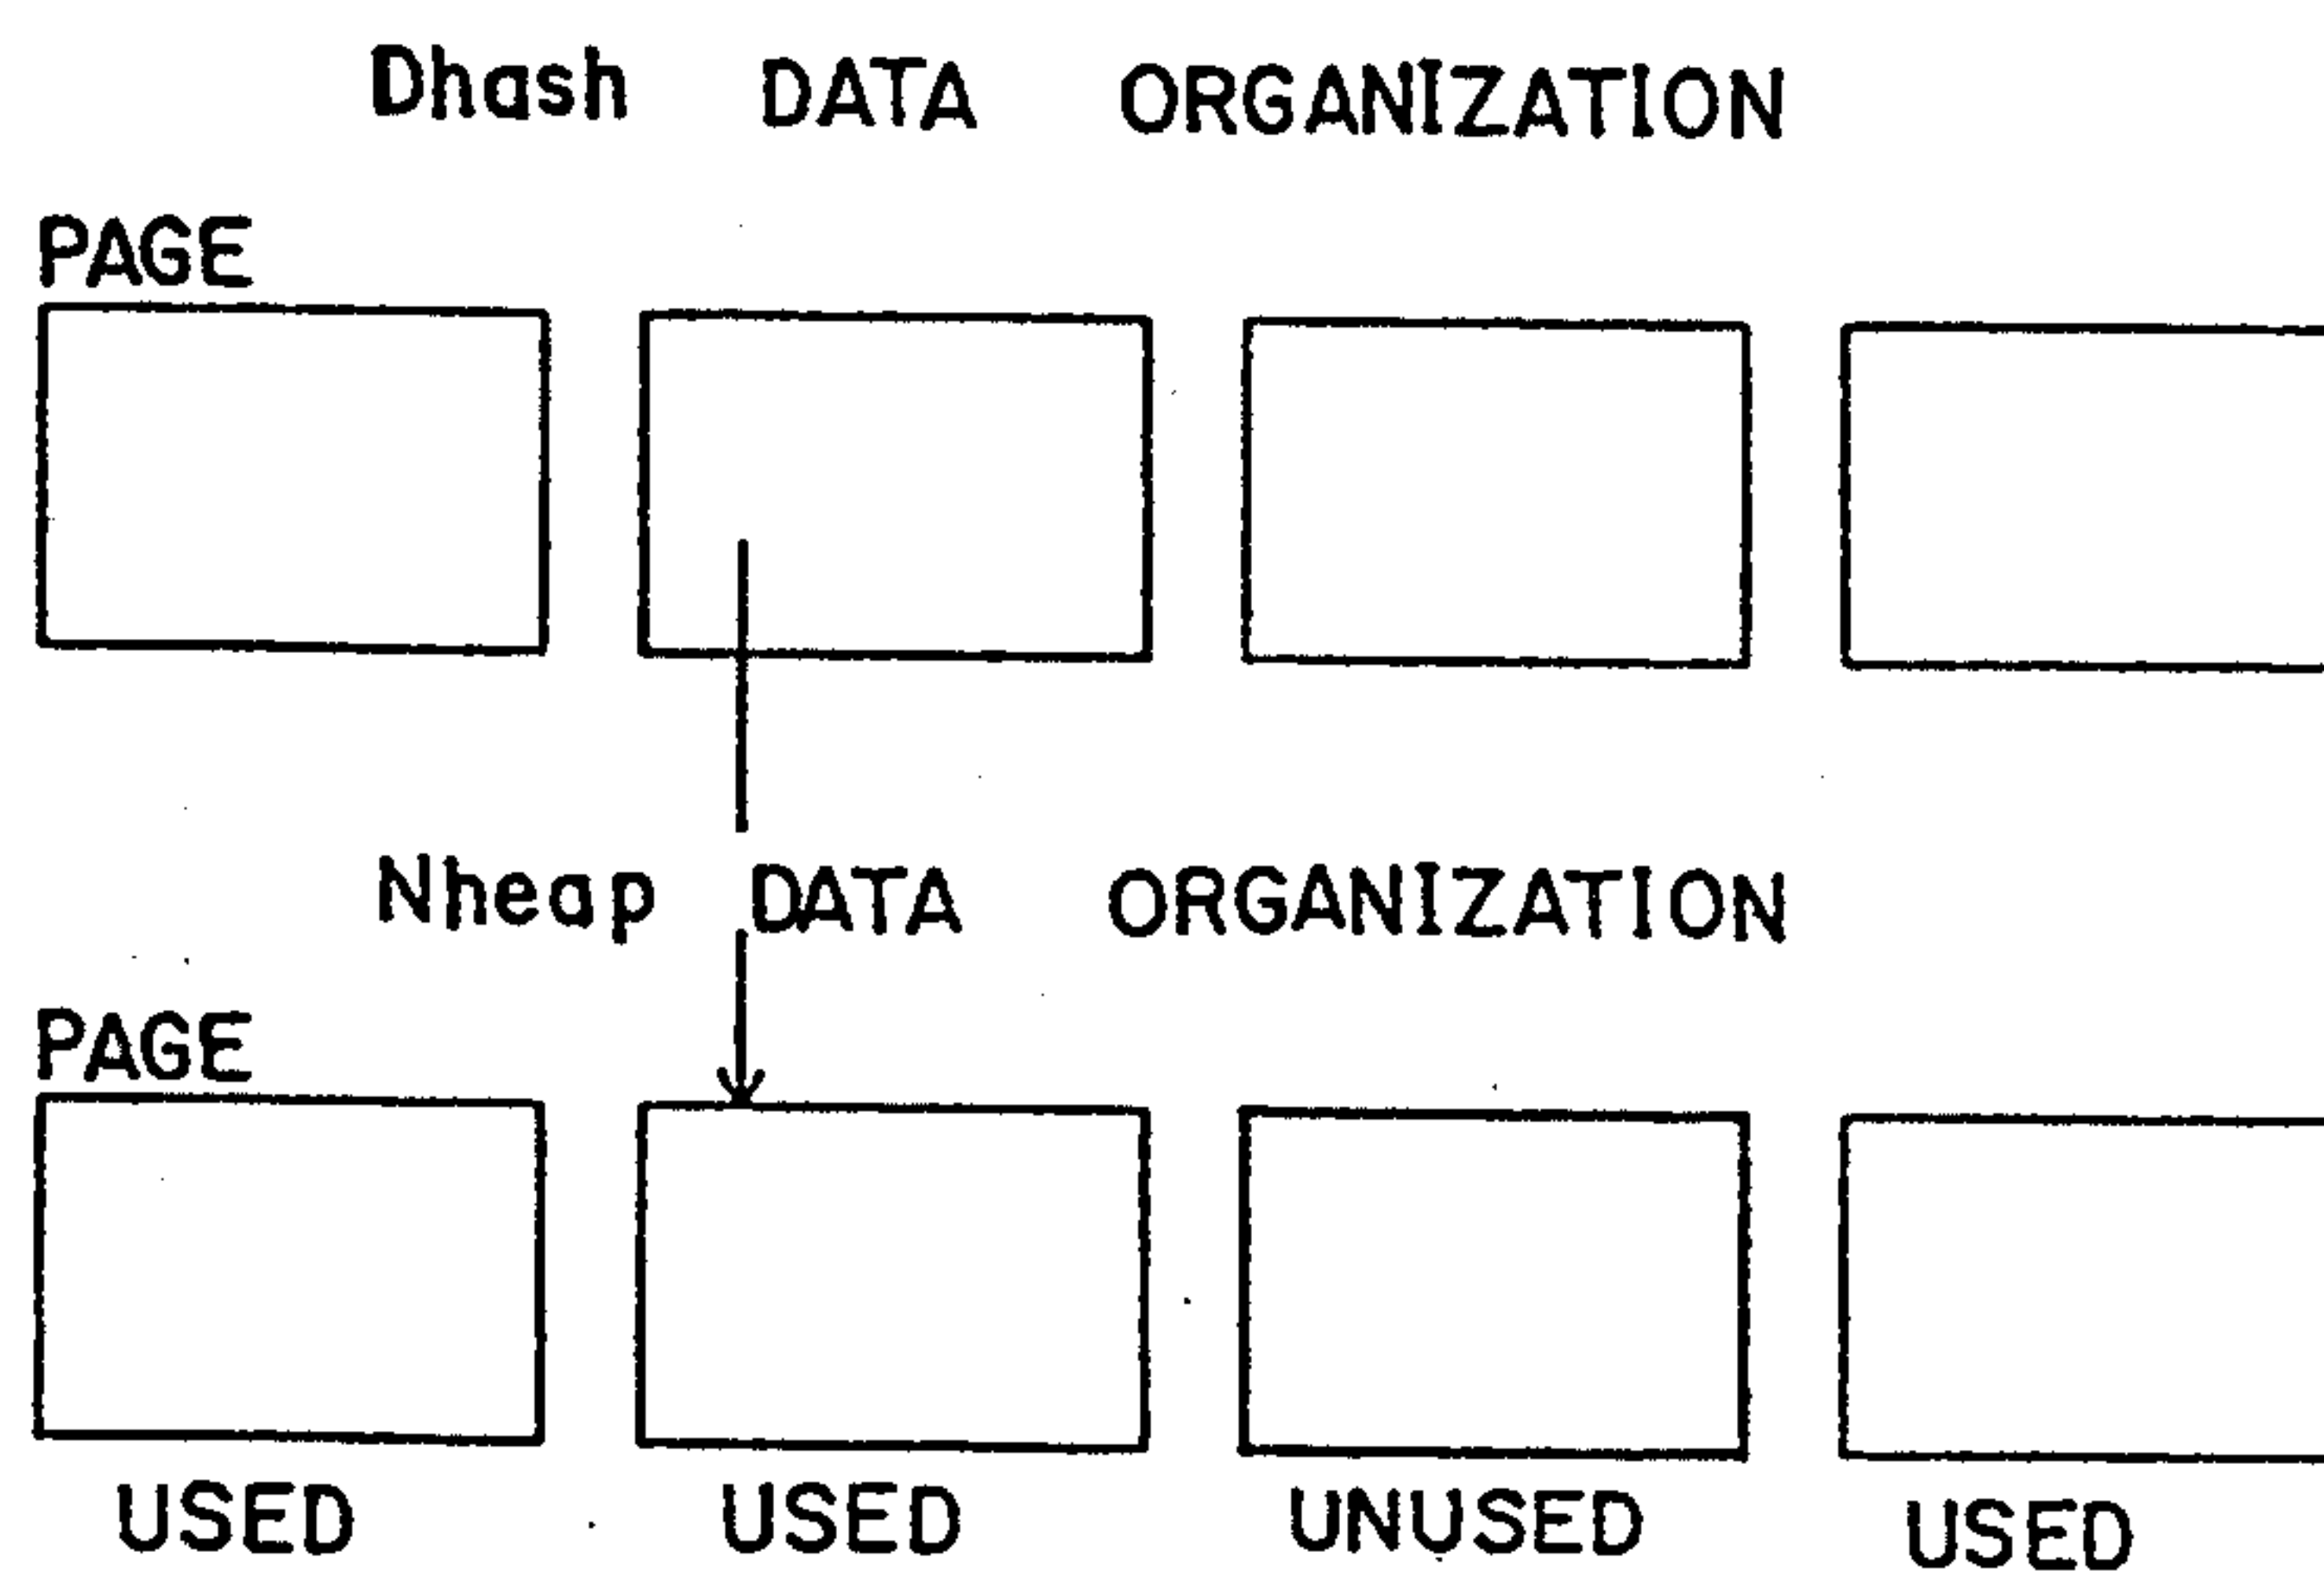 Dhash DATA ORGANIZATION
PAGE
Nheap DATA ORGANIZATION
PAGE
USED USED UNUSED USED